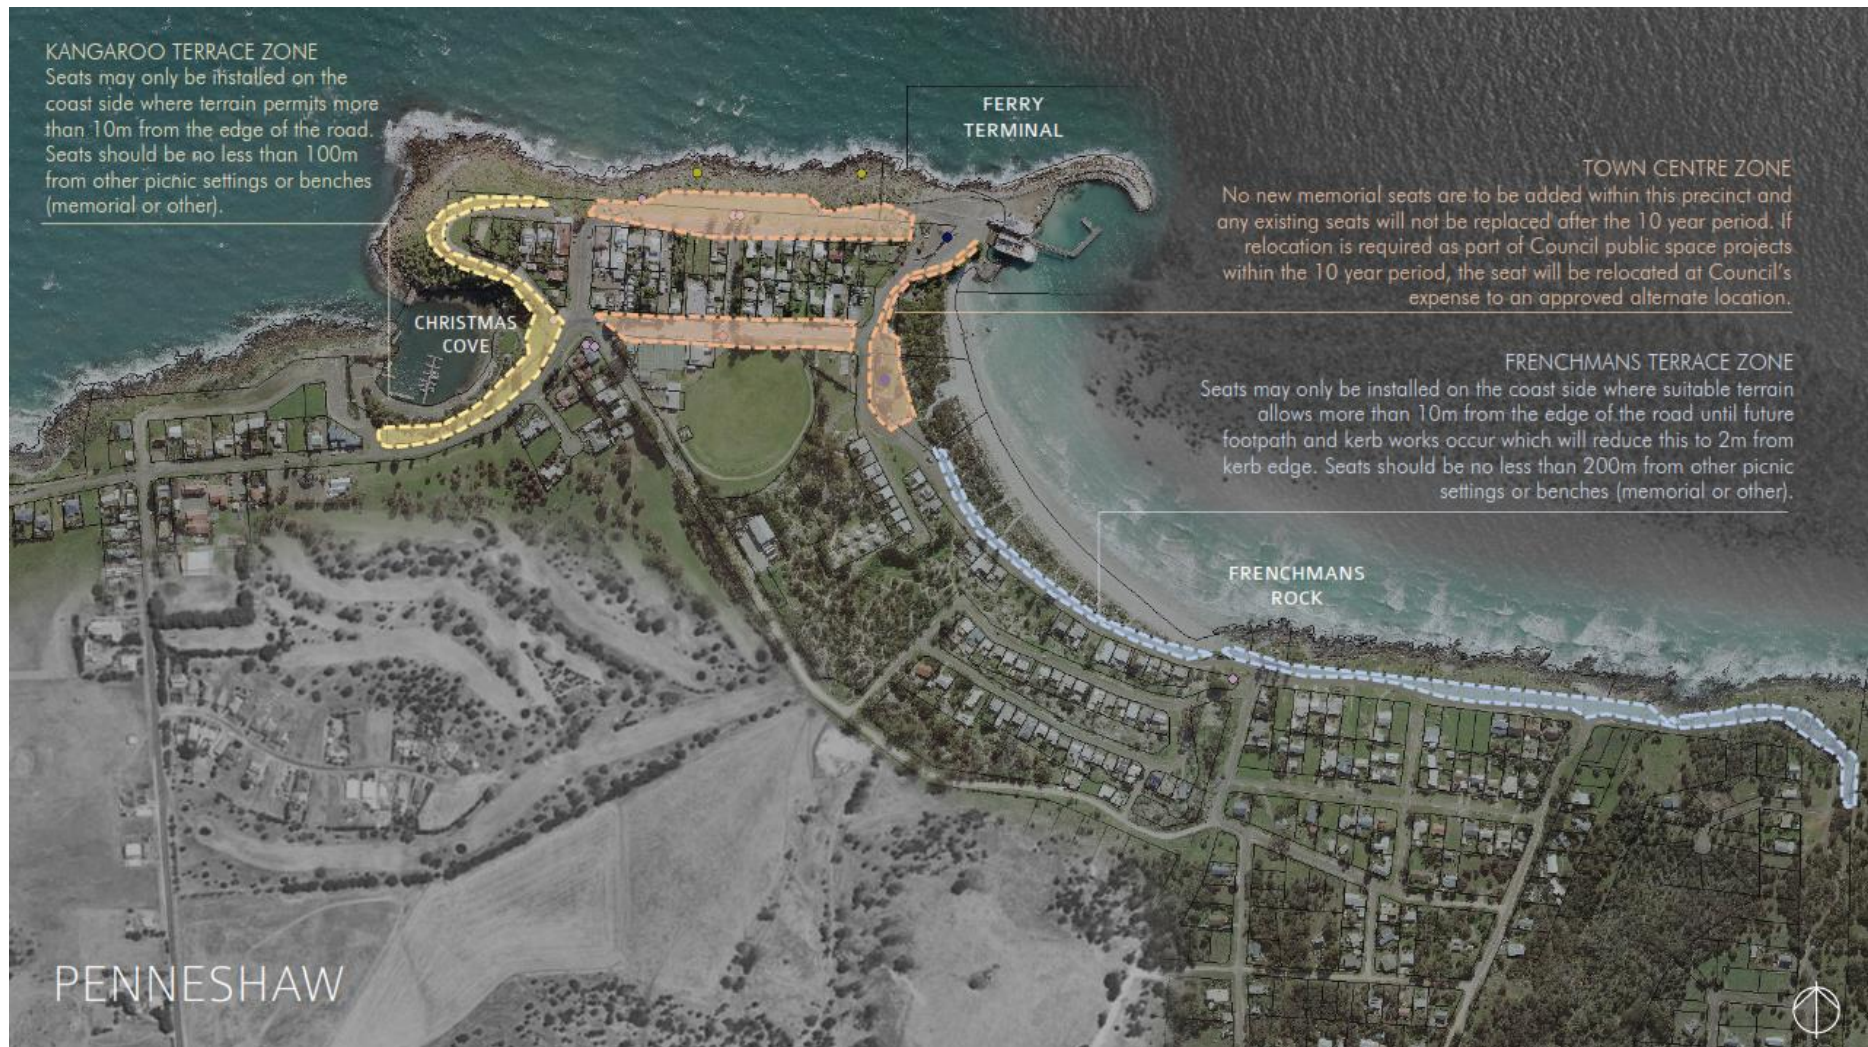 KANGAROO TERRACE ZONE
Seats may only be installed on the
coast side where terrain permits more
than 10m from the edge of the road.
Seats should be no less than 100m
from other picnic settings or benches
(memorial or other).
FERRY
TERMINAL
TOWN CENTRE ZONE
No new memorial seats are to be added within this precinct and
any existing seats will not be replaced after the 10 year period. If
relocation is required as part of Council public space projects
within the 10 year period, the seat will be relocated at Council's
expense to an approved alternate location.
CHRISTMAS
COVE
FRENCHMANS TERRACE ZONE
Seats may only be installed on the coast side where suitable terrain
allows more than 10m from the edge of the road until future
footpath and kerb works occur which will reduce this to 2m from
kerb edge. Seats should be no less than 200m from other picnic
settings or benches (memorial or other).
FRENCHMANS
ROCK
PENNESHAW